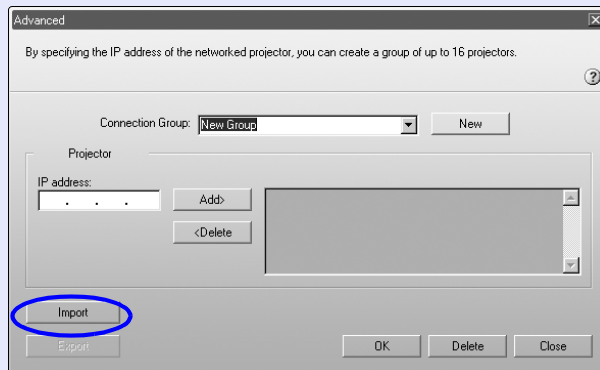 Advanced
By specifying the IP address of the networked projector, you can create a group of up to 16 projectors.
?
Connection Group: New Group New
Projector
IP address:
. . . Add>
<Delete
Import
Export
OK Delete Close